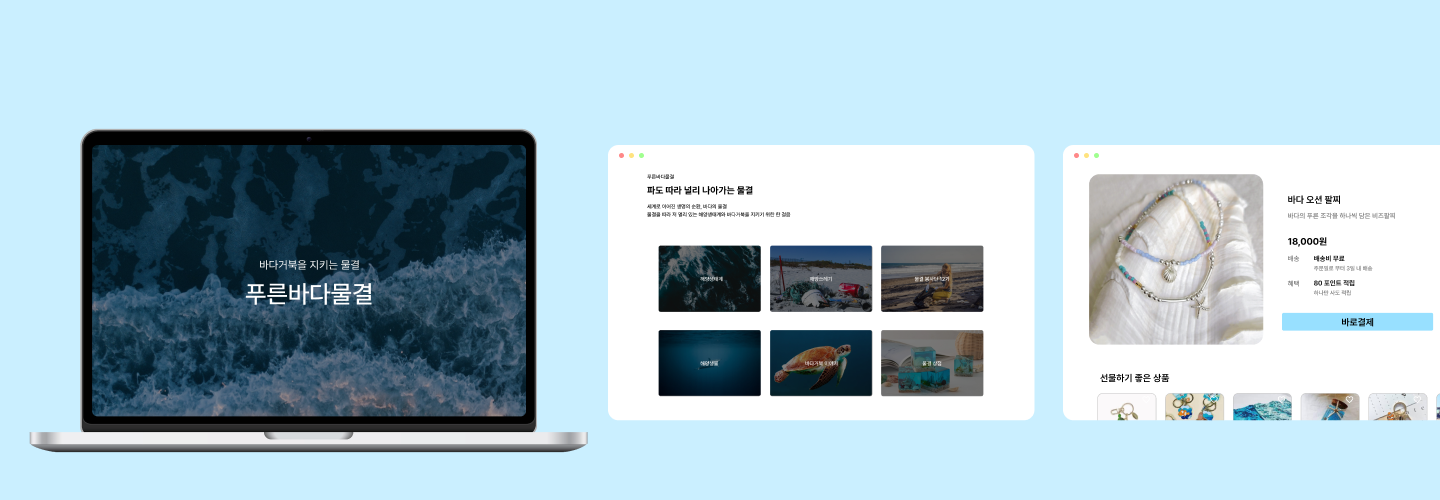 바다거북을 지키는 물결
푸른바다물결
푸른바다물결
파도 따라 널리 나아가는 물결
세계로 이어진 생명의 순환, 바다의 물결
물결을 따라 저 멀리 있는 해양생태계와 바다거북을 지키기 위한 한 걸음
해양생태계
해양쓰레기
물결 봉사단 12기
해양생물
바다거북 이야기
물결 상점
바다 오션 팔찌
바다의 푸른 조각을 하나씩 담은 비즈팔찌
18,000원
배송 배송비 무료
주문일로 부터 3일 내 배송
혜택 80 포인트 적립
하나만 사도 적립
바로결제
선물하기 좋은 상품